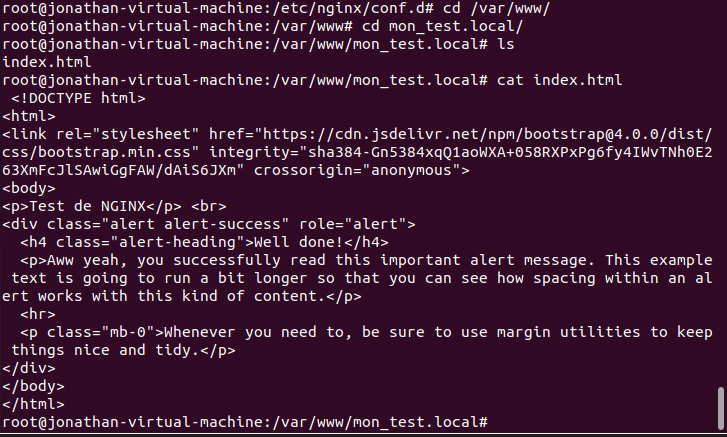 root@jonathan-virtual-machine:/etc/nginx/conf.d# cd /var/www/
root@jonathan-virtual-machine:/var/www# cd mon_test.local/
root@jonathan-virtual-machine:/var/www/mon_test.local# ls
index.html
root@jonathan-virtual-machine:/var/www/mon_test.local# cat index.html
 <!DOCTYPE html>
<html>
<link rel="stylesheet" href="https://cdn.jsdelivr.net/npm/bootstrap@4.0.0/dist/
css/bootstrap.min.css" integrity="sha384-Gn5384xqQ1aoWXA+058RXPxPg6fy4IWvTNh0E2
63XmFcJlSAwiGgFAW/dAiS6JXm" crossorigin="anonymous">
<body>
<p>Test de NGINX</p> <br>
<div class="alert alert-success" role="alert">
  <h4 class="alert-heading">Well done!</h4>
  <p>Aww yeah, you successfully read this important alert message. This example
 text is going to run a bit longer so that you can see how spacing within an al
ert works with this kind of content.</p>
  <hr>
  <p class="mb-0">Whenever you need to, be sure to use margin utilities to keep
 things nice and tidy.</p>
</div>
</body>
</html>
root@jonathan-virtual-machine:/var/www/mon_test.local#